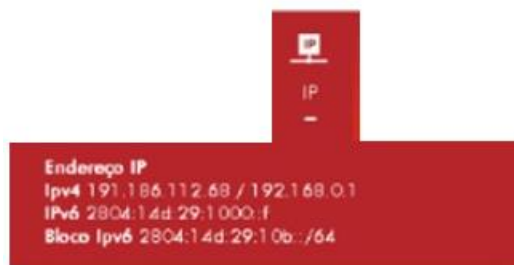 IP
IP
Endereço IP
Ipv4 191.186.112.68 / 192.168.0.1
IPv6 2804:14d:29:1000::f
Bloco Ipv6 2804:14d:29:10b::/64